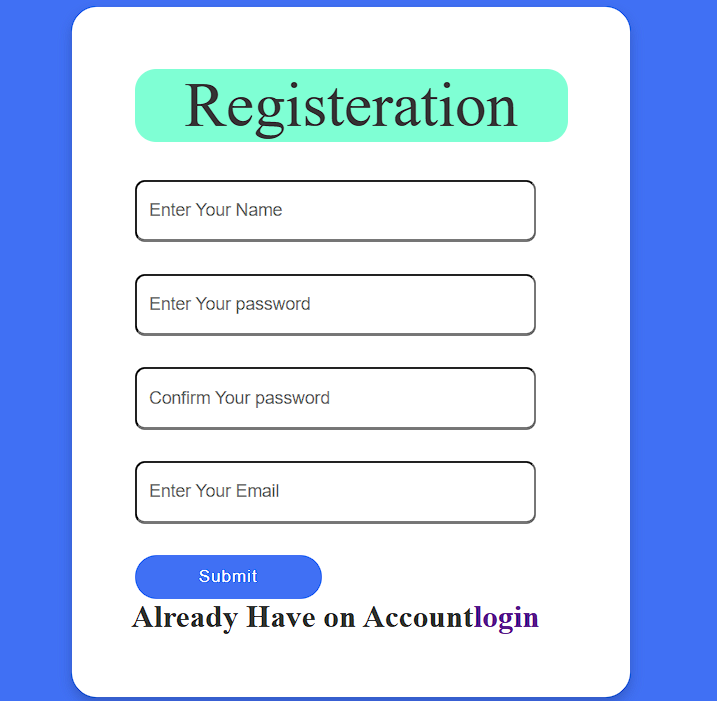 Registeration
Enter Your Name
Enter Your password
Confirm Your password
Enter Your Email
Submit
Already Have on Accountlogin